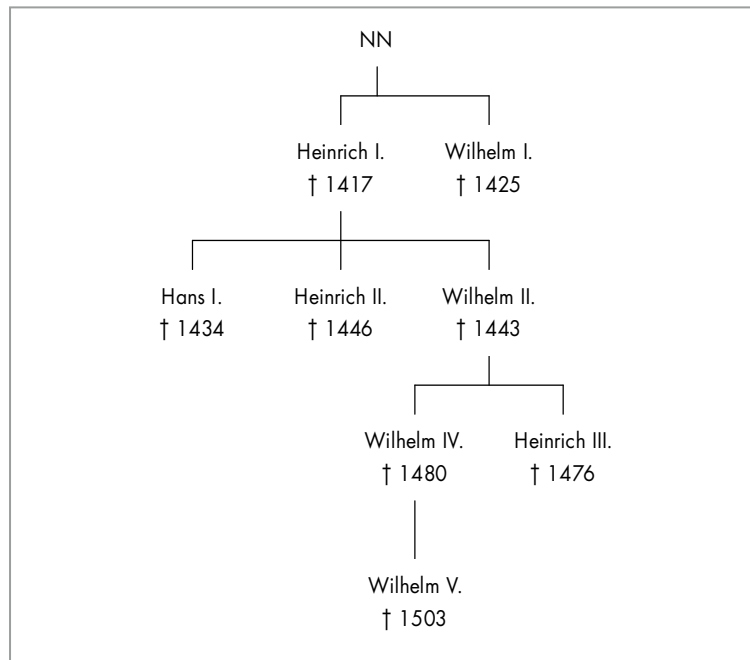 NN
Heinrich I.
† 1417
Wilhelm I.
† 1425
Hans I.
† 1434
Heinrich II.
† 1446
Wilhelm II.
† 1443
Wilhelm IV.
† 1480
Heinrich III.
† 1476
Wilhelm V.
† 1503